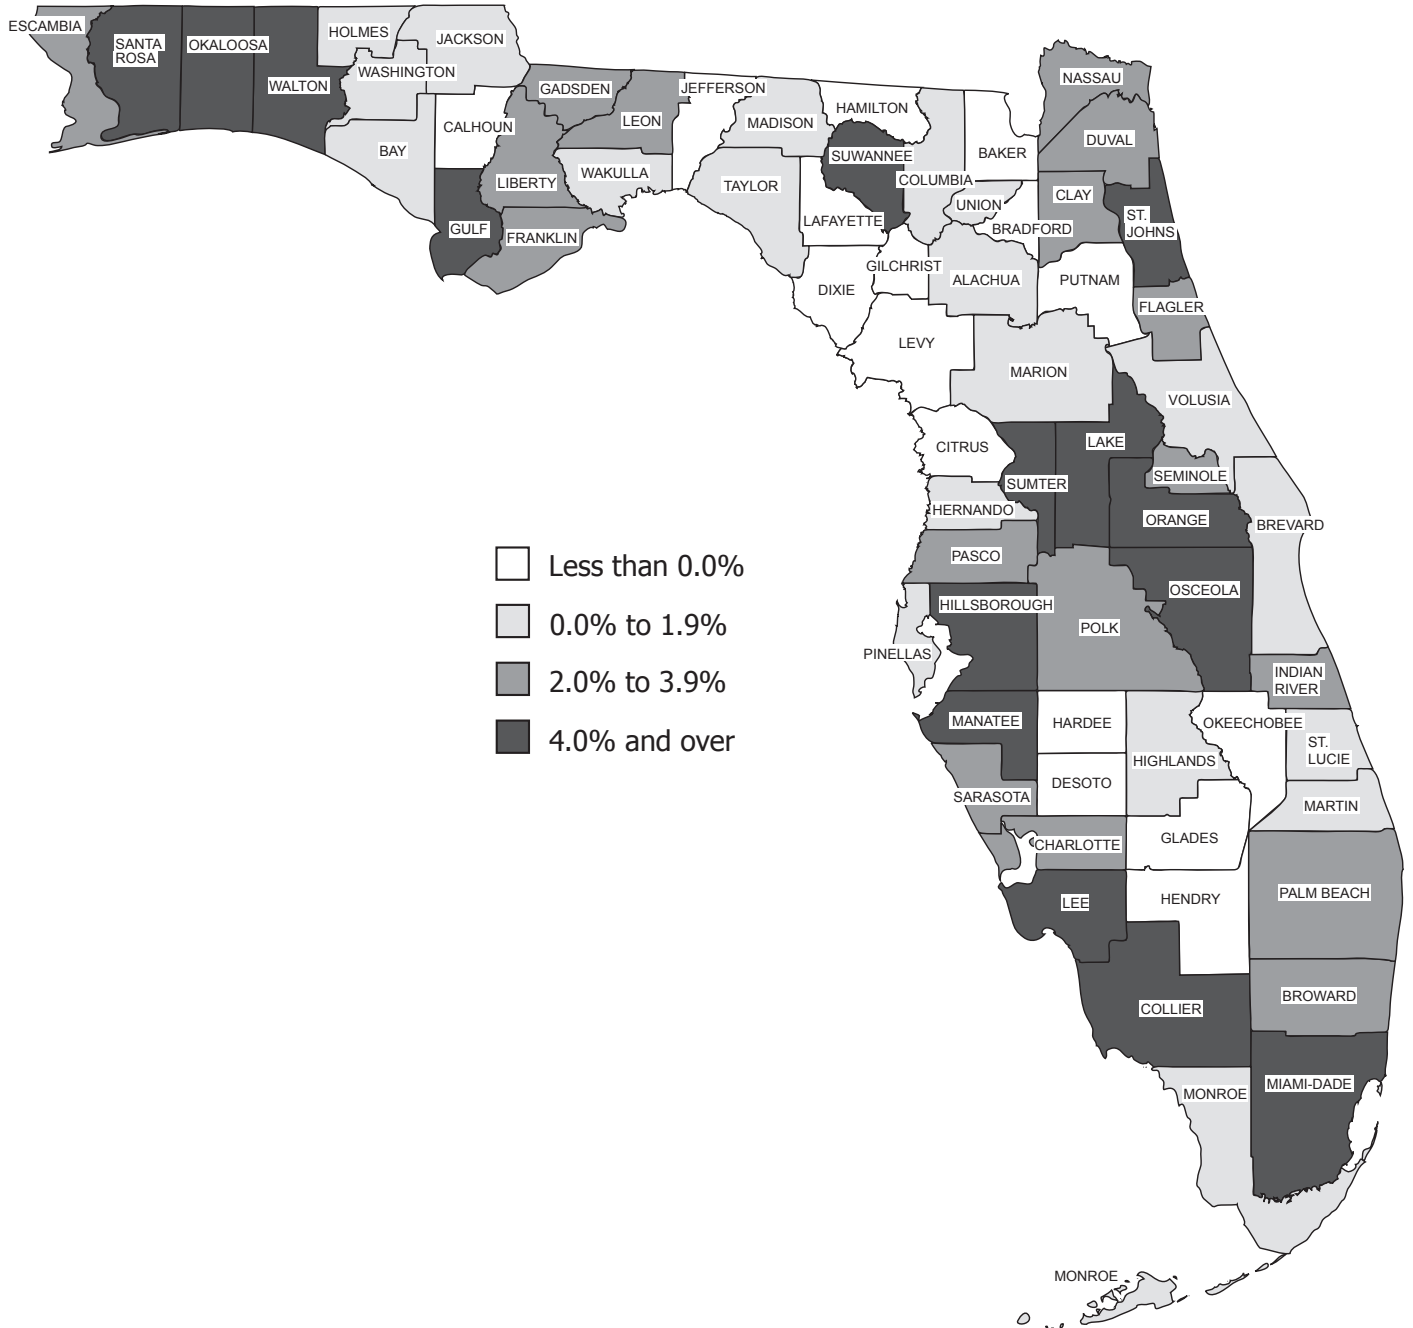 ESCAMBIA
SANTA
ROSA
OKALOOSA
WALTON
HOLMES
WASHINGTON
JACKSON
BAY
CALHOUN
GULF
GADSDEN
LIBERTY
FRANKLIN
LEON
WAKULLA
JEFFERSON
MADISON
TAYLOR
HAMILTON
SUWANNEE
LAFAYETTE
DIXIE
COLUMBIA
GILCHRIST
BAKER
UNION
BRADFORD
ALACHUA
LEVY
NASSAU
DUVAL
CLAY
ST.
JOHNS
PUTNAM
FLAGLER
MARION
VOLUSIA
CITRUS
SUMTER
LAKE
SEMINOLE
HERNANDO
ORANGE
BREVARD
PASCO
OSCEOLA
HILLSBOROUGH
POLK
PINELLAS
INDIAN
RIVER
MANATEE
HARDEE
OKEECHOBEE
ST.
LUCIE
HIGHLANDS
DESOTO
SARASOTA
MARTIN
CHARLOTTE
GLADES
LEE
HENDRY
PALM BEACH
COLLIER
BROWARD
MONROE
MIAMI-DADE
MONROE
Less than 0.0%
0.0% to 1.9%
2.0% to 3.9%
4.0% and over